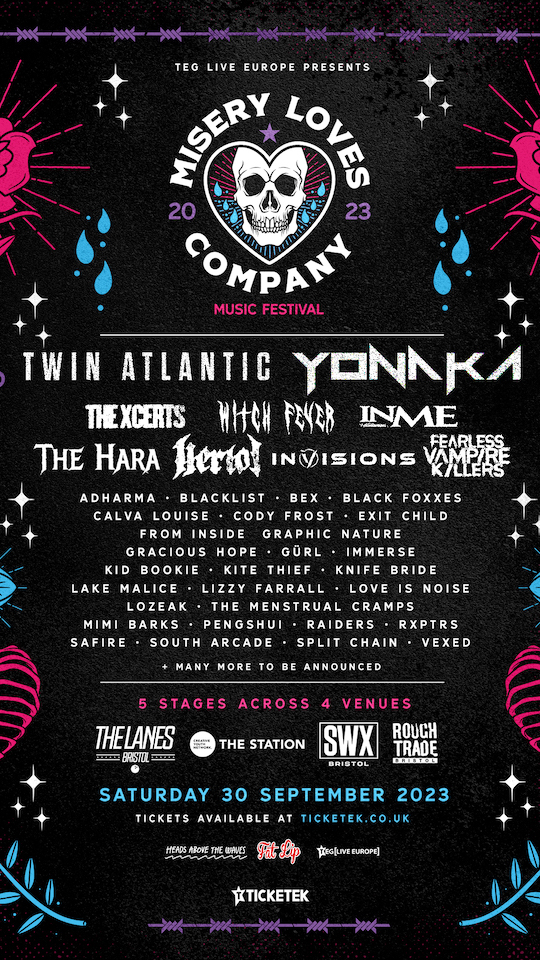 TEG LIVE EUROPE PRESENTS
MISERY LOVES
20 23
COMPANY
MUSIC FESTIVAL
TWIN ATLANTIC YONAKA
THE XCERTS WITCH FEVER INME
THE HARA Heriot INVISIONS FEARLESS VAMPIRE KILLERS
ADHARMA · BLACKLIST · BEX · BLACK FOXXES
CALVA LOUISE · CODY FROST · EXIT CHILD
FROM INSIDE GRAPHIC NATURE
GRACIOUS HOPE · GÜRL · IMMERSE
KID BOOKIE · KITE THIEF · KNIFE BRIDE
LAKE MALICE · LIZZY FARRALL · LOVE IS NOISE
LOZEAK · THE MENSTRUAL CRAMPS
MIMI BARKS · PENGSHUI · RAIDERS · RXPTRS
SAFIRE · SOUTH ARCADE · SPLIT CHAIN · VEXED
+ MANY MORE TO BE ANNOUNCED
5 STAGES ACROSS 4 VENUES
THE LANES BRISTOL CREATIVE YOUTH NETWORK THE STATION SWX BRISTOL ROUGH TRADE BRISTOL
SATURDAY 30 SEPTEMBER 2023
TICKETS AVAILABLE AT TICKETEK.CO.UK
HEADS ABOVE THE WAVES Fat Lip TEG[LIVE EUROPE]
TICKETEK